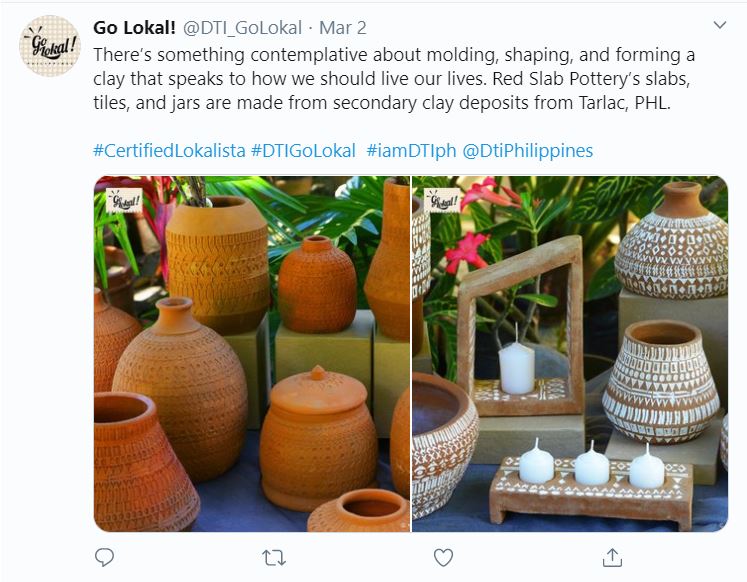 Go Lokal!
Go Lokal! @DTI_GoLokal · Mar 2
There's something contemplative about molding, shaping, and forming a
clay that speaks to how we should live our lives. Red Slab Pottery's slabs,
tiles, and jars are made from secondary clay deposits from Tarlac, PHL.
#CertifiedLokalista #DTIGoLokal #iamDTIph @DtiPhilippines
Go Lokal!
Go Lokal!